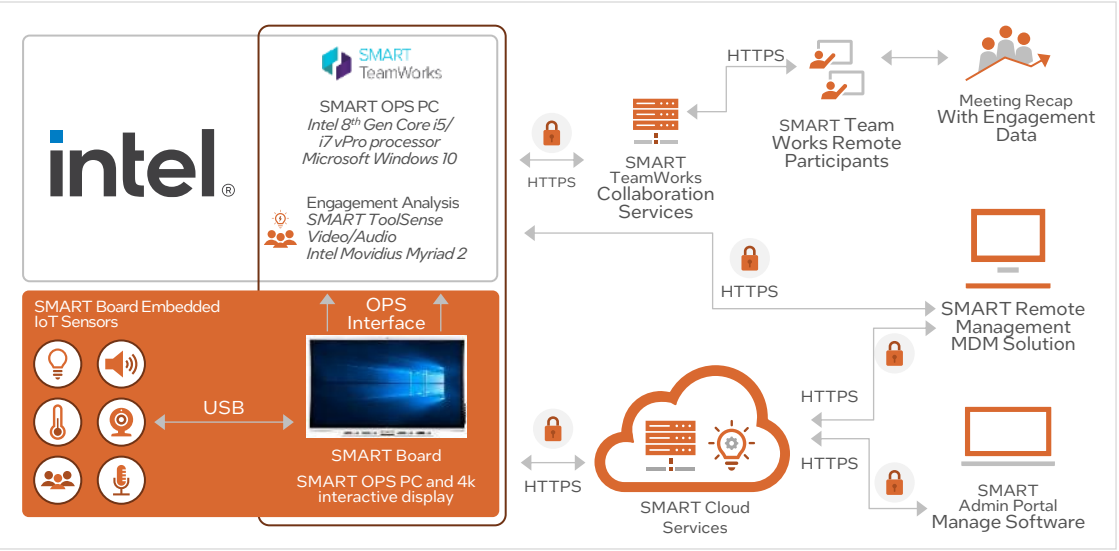 intel®
SMART
TeamWorks
SMART OPS PC
Intel 8th Gen Core i5/
i7 vPro processor
Microsoft Windows 10
Engagement Analysis
SMART ToolSense
Video/Audio
Intel Movidius Myriad 2
SMART Board Embedded
IoT Sensors
OPS
Interface
USB
SMART Board
SMART OPS PC and 4k
interactive display
HTTPS
SMART
TeamWorks
Collaboration
Services
HTTPS
SMART Team
Works Remote
Participants
Meeting Recap
With Engagement
Data
HTTPS
SMART Remote
Management
MDM Solution
HTTPS
SMART Cloud
Services
HTTPS
HTTPS
SMART
Admin Portal
Manage Software